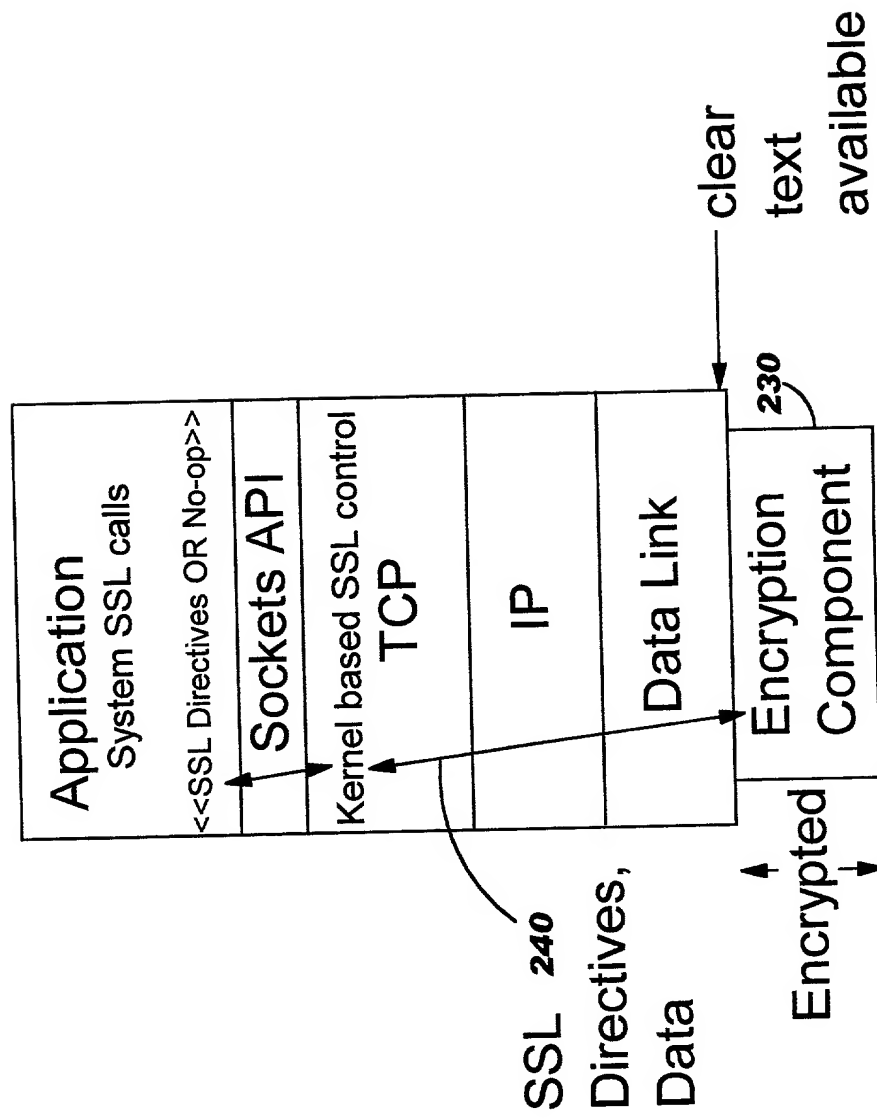 Application
System SSL calls
<<SSL Directives OR No-op>>
Sockets API
Kernel based SSL control
TCP
IP
Data Link
Encryption
Component
230
240
SSL
Directives,
Data
Encrypted
clear
text
available